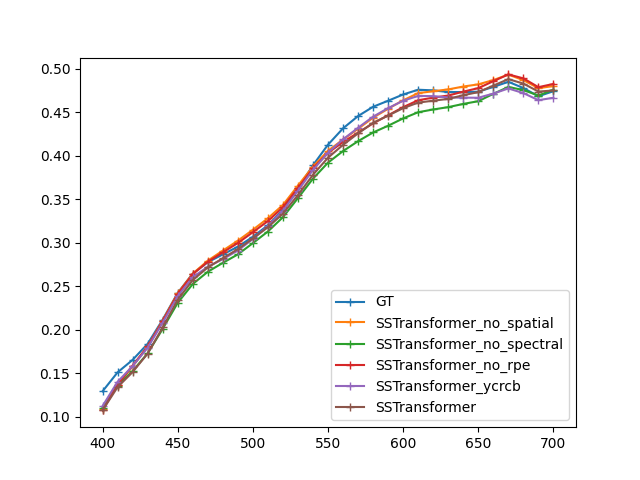 0.50
0.45
0.40
0.35
0.30
0.25
0.20
0.15
0.10
GT
SSTransformer_no_spatial
SSTransformer_no_spectral
SSTransformer_no_rpe
SSTransformer_ycrcb
SSTransformer
400 450 500 550 600 650 700